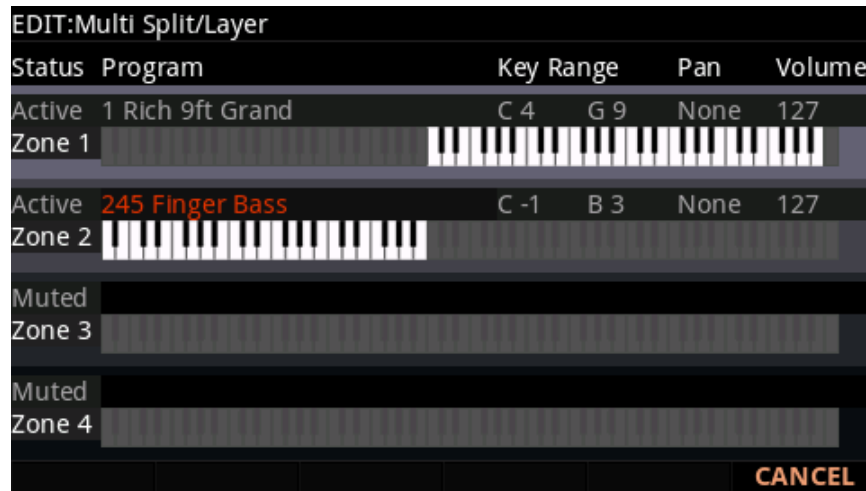 EDIT:Multi Split/Layer
Status Program Key Range Pan Volume
Active 1 Rich 9ft Grand C 4 G 9 None 127
Zone 1
Active 245 Finger Bass C -1 B 3 None 127
Zone 2
Muted
Zone 3
Muted
Zone 4
CANCEL